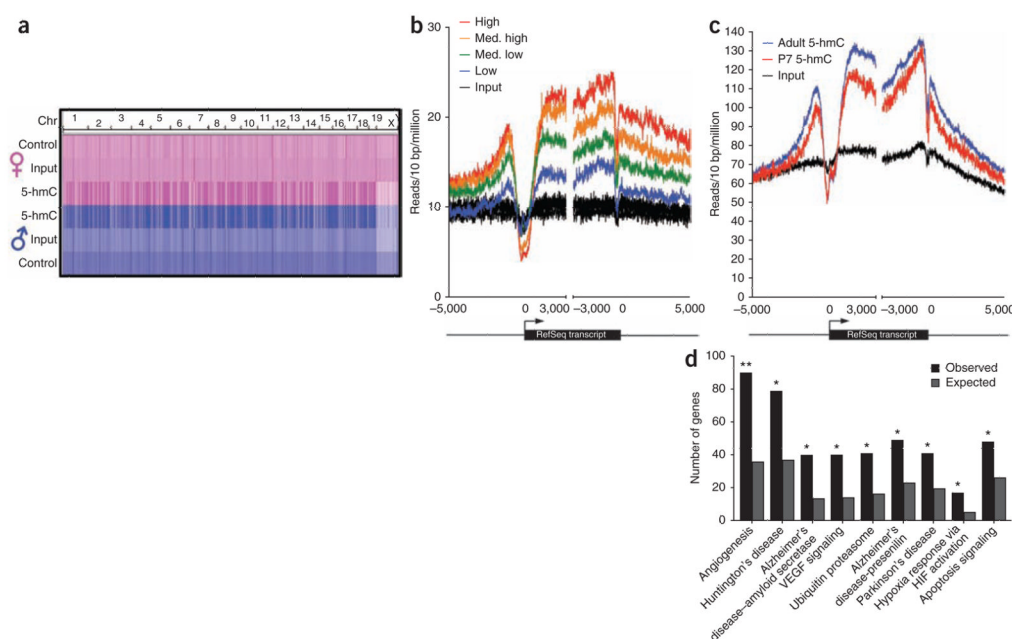 a
Chr 1 2 3 4 5 6 7 8 9 10 11 12 13 14 15 16 17 18 19 X
Control
♀ Input
5-hmC
5-hmC
♂ Input
Control
b
High
Med. high
Med. low
Low
Input
Reads/10 bp/million
30
20
10
0
–5,000 0 3,000 –3,000 0 5,000
RefSeq transcript
c
Adult 5-hmC
P7 5-hmC
Input
Reads/10 bp/million
140
130
120
110
100
90
80
70
60
50
40
30
20
10
0
–5,000 0 3,000 –3,000 0 5,000
RefSeq transcript
d
Observed
Expected
Number of genes
100
80
60
40
20
0
** * * * * * * * *
Angiogenesis
Huntington's disease
Alzheimer's
disease–amyloid secretase
VEGF signaling
Ubiquitin proteasome
Alzheimer's
disease-presenilin
Parkinson's disease
Hypoxia response via
HIF activation
Apoptosis signaling